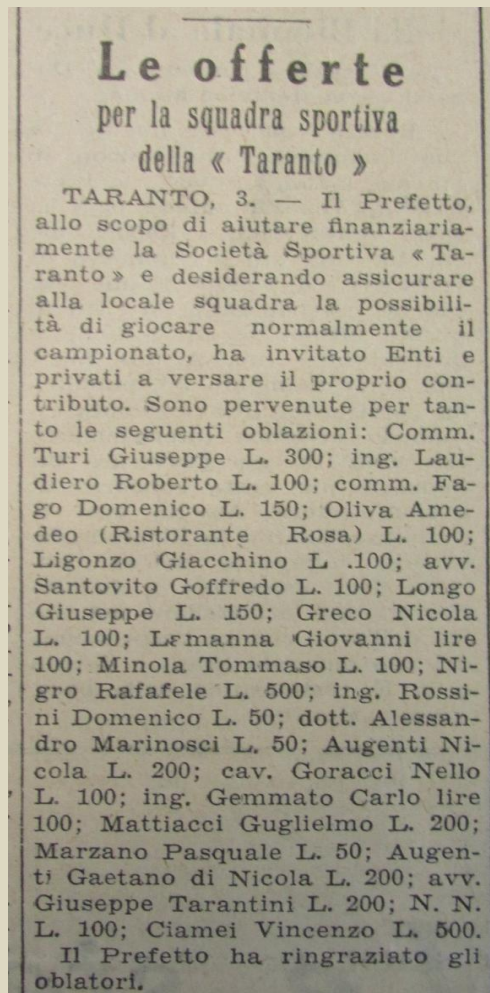 Le offerte
per la squadra sportiva
della « Taranto »
TARANTO, 3. — Il Prefetto,
allo scopo di aiutare finanziaria-
mente la Società Sportiva « Ta-
ranto » e desiderando assicurare
alla locale squadra la possibili-
tà di giocare normalmente il
campionato, ha invitato Enti e
privati a versare il proprio con-
tributo. Sono pervenute per tan-
to le seguenti oblazioni: Comm.
Turi Giuseppe L. 300; ing. Lau-
diero Roberto L. 100; comm. Fa-
go Domenico L. 150; Oliva Ame-
deo (Ristorante Rosa) L. 100;
Ligonzo Giacchino L .100; avv.
Santovito Goffredo L. 100; Longo
Giuseppe L. 150; Greco Nicola
L. 100; Lamanna Giovanni lire
100; Minola Tommaso L. 100; Ni-
gro Rafafele L. 500; ing. Rossi-
ni Domenico L. 50; dott. Alessan-
dro Marinosci L. 50; Augenti Ni-
cola L. 200; cav. Goracci Nello
L. 100; ing. Gemmato Carlo lire
100; Mattiacci Guglielmo L. 200;
Marzano Pasquale L. 50; Augen-
ti Gaetano di Nicola L. 200; avv.
Giuseppe Tarantini L. 200; N. N.
L. 100; Ciamei Vincenzo L. 500.
Il Prefetto ha ringraziato gli
oblatori.